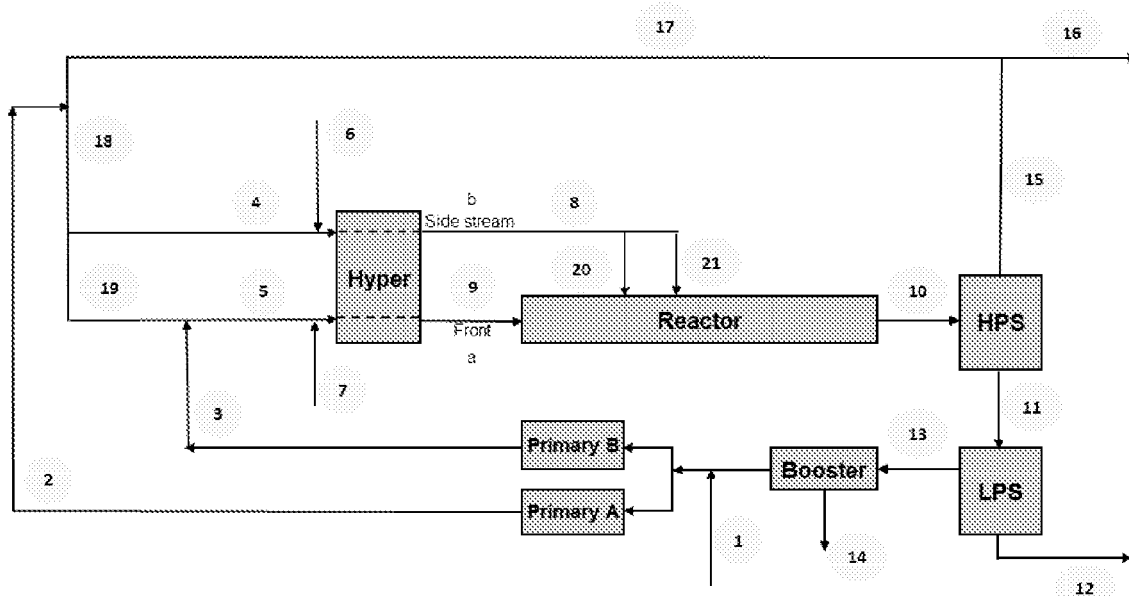 17
16
18
6
15
4
b
8
Side stream
Hyper
20
21
19
5
9
10
Reactor
HPS
Front
a
7
3
11
Primary B
13
Booster
2
LPS
Primary A
1
14
12